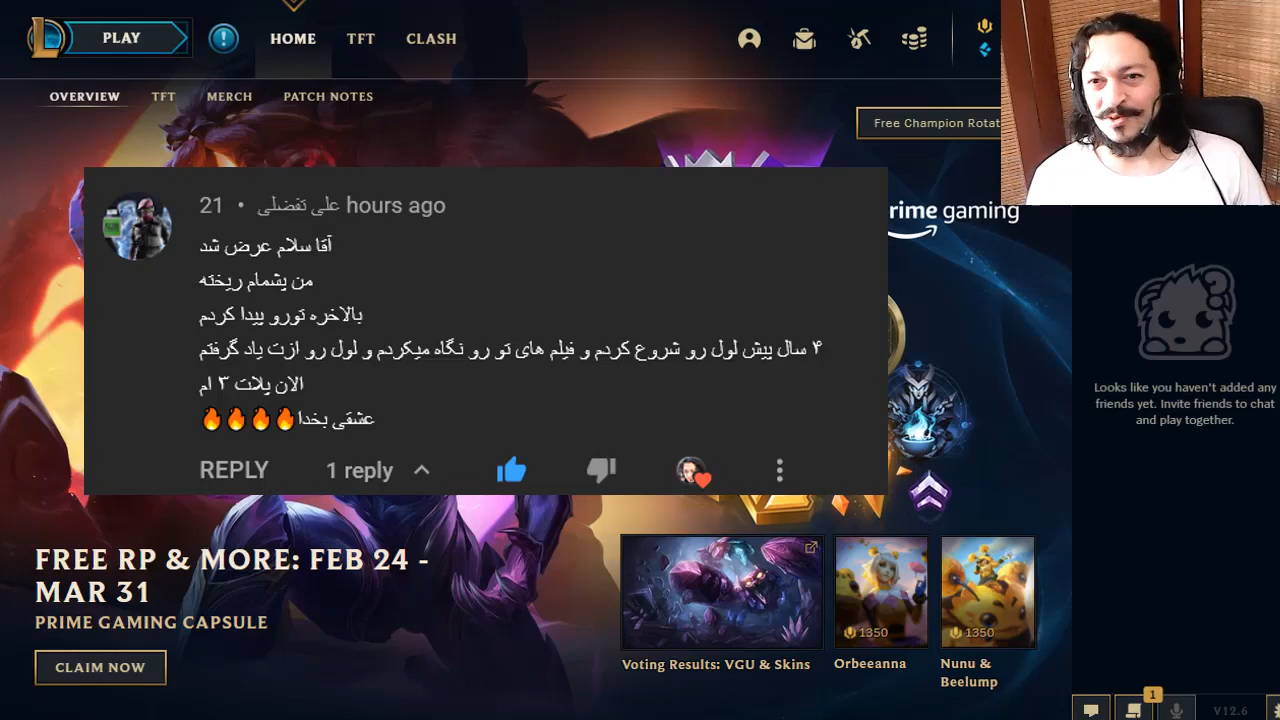 PLAY
HOME
TFT
CLASH
OVERVIEW
TFT
MERCH
PATCH NOTES
Free Champion Rotat
rime gaming
علی تفضلی • 21 hours ago
آقا سلام عرض شد
من پشمام ریخته
بالاخره تورو پیدا کردم
۴ سال پیش لول رو شروع کردم و فیلم های تو رو نگاه میکردم و لول رو ازت یاد گرفتم
الان پلات ۳ ام
عشقی بخدا🔥🔥🔥🔥
REPLY
1 reply
Looks like you haven't added any
friends yet. Invite friends to chat
and play together.
FREE RP & MORE: FEB 24 -
MAR 31
PRIME GAMING CAPSULE
CLAIM NOW
1350
1350
Voting Results: VGU & Skins
Orbeeanna
Nunu &
Beelump
1
V12.6